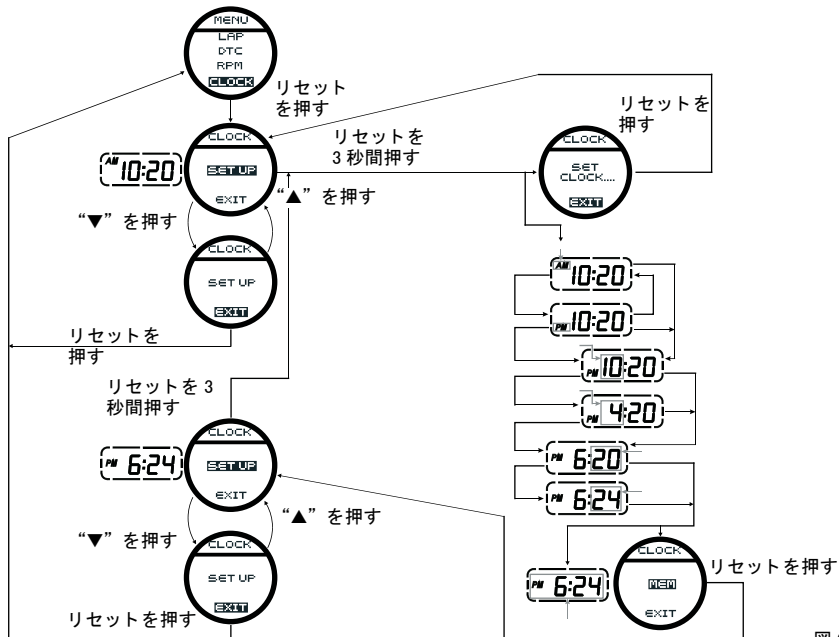 MENU
LAP
DTC
RPM
CLOCK
リセット
を押す
CLOCK
SET UP
EXIT
AM 10:20
リセットを
3 秒間押す
リセットを
押す
CLOCK
SET
CLOCK....
EXIT
“▼” を押す
“▲” を押す
CLOCK
SET UP
EXIT
リセットを
押す
AM 10:20
PM 10:20
PM 10:20
PM 4:20
PM 6:20
PM 6:24
リセットを 3
秒間押す
CLOCK
SET UP
EXIT
PM 6:24
“▼” を押す
“▲” を押す
CLOCK
SET UP
EXIT
リセットを押す
PM 6:24
CLOCK
MEM
EXIT
リセットを押す